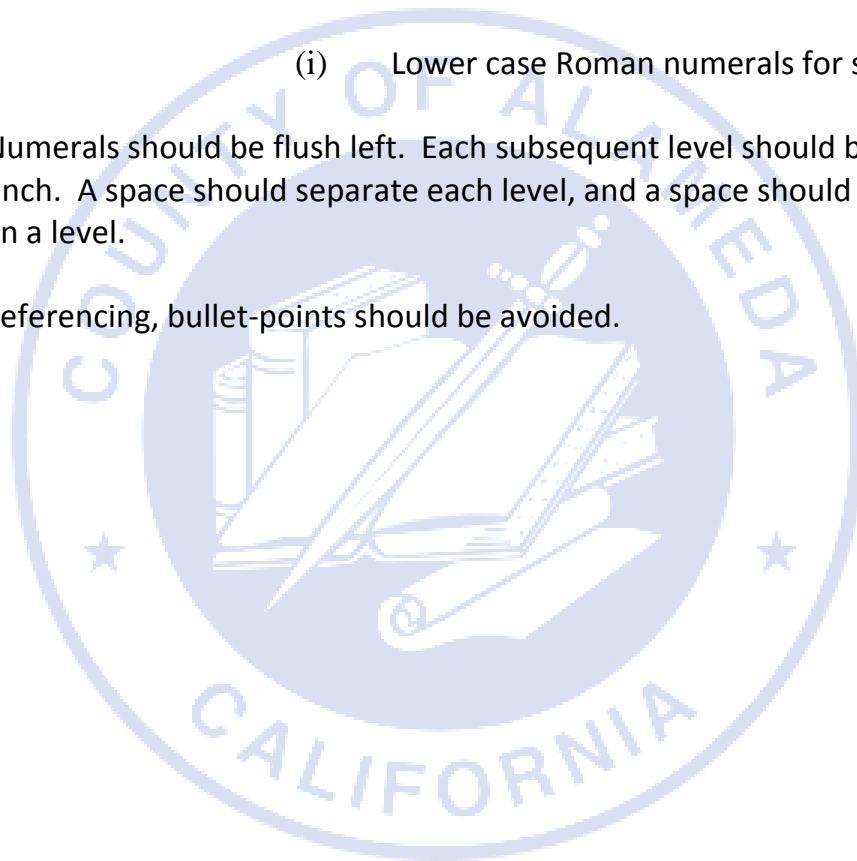 (i) Lower case Roman numerals for s
Numerals should be flush left. Each subsequent level should b
nch. A space should separate each level, and a space should
n a level.
eferencing, bullet-points should be avoided.
COUNTY OF ALAMEDA
CALIFORNIA